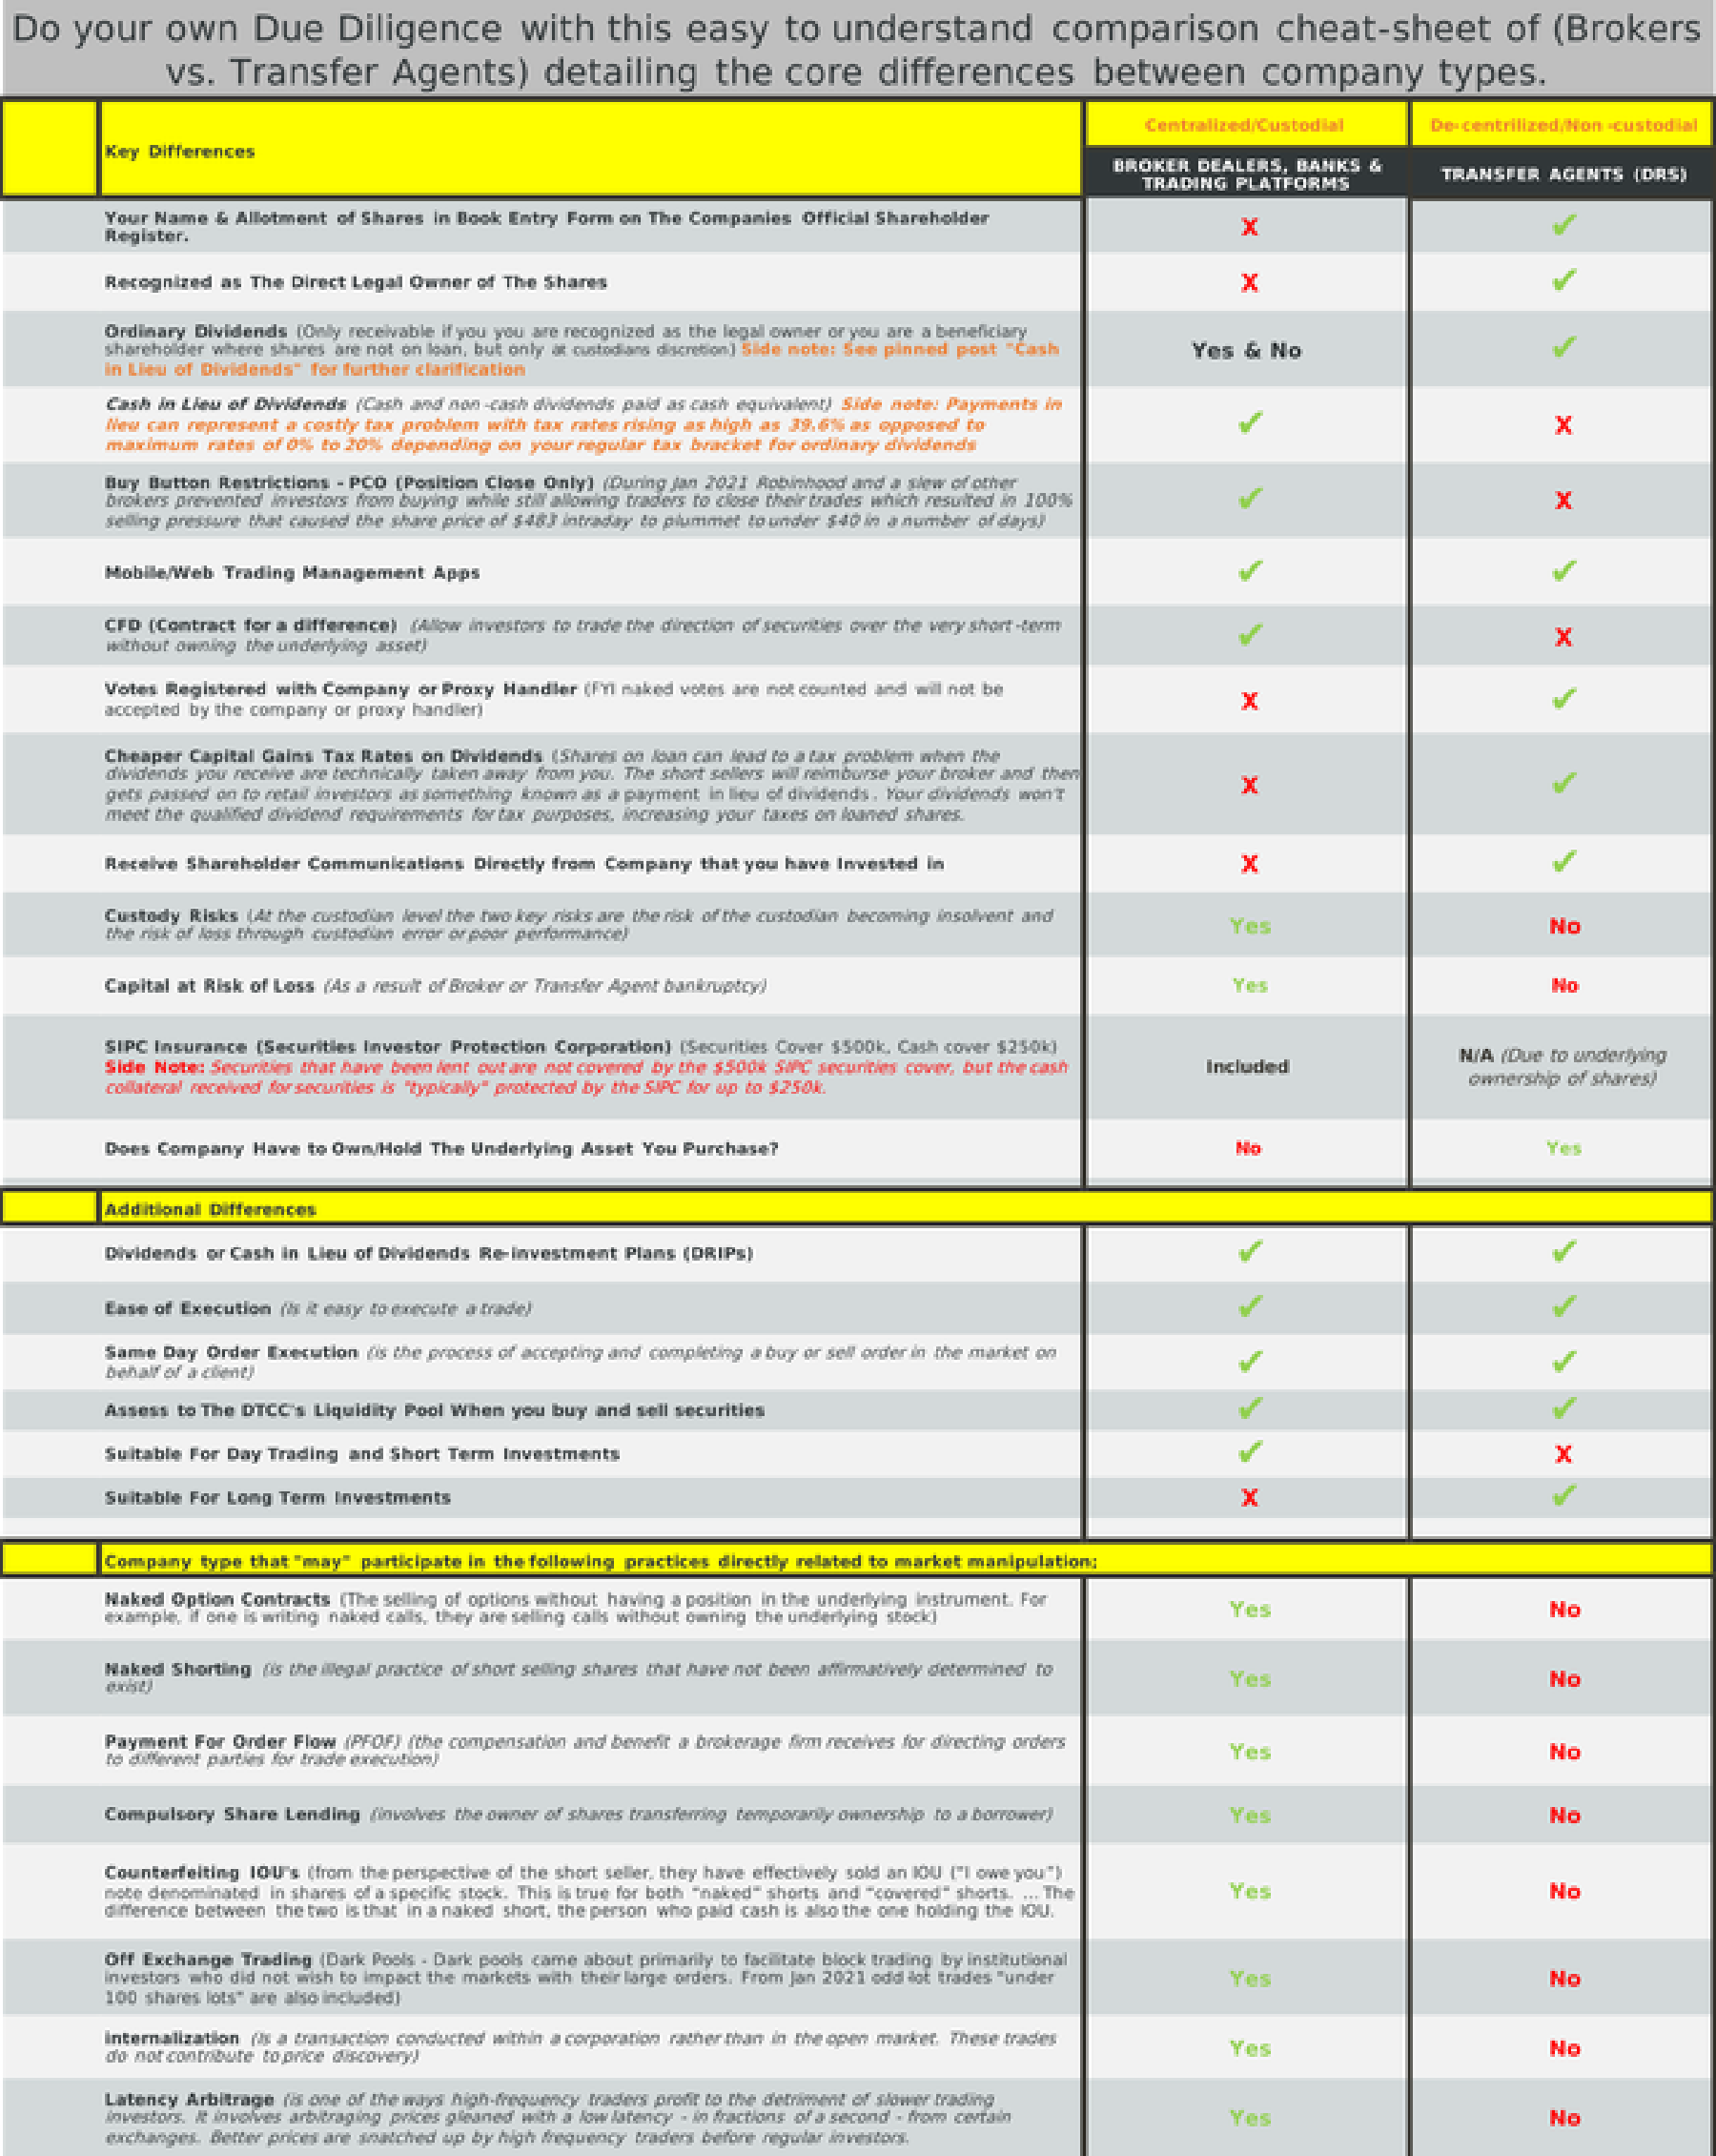 Do your own Due Diligence with this easy to understand comparison cheat-sheet of (Brokers
vs. Transfer Agents) detailing the core differences between company types.
Key Differences
Centralized/Custodial
De-centrilized/Non-custodial
BROKER DEALERS, BANKS &
TRADING PLATFORMS
TRANSFER AGENTS (DRS)
Your Name & Allotment of Shares in Book Entry Form on The Companies Official Shareholder
Register.
X
✓
Recognized as The Direct Legal Owner of The Shares
X
✓
Ordinary Dividends (Only receivable if you you are recognized as the legal owner or you are a beneficiary
shareholder where shares are not on loan, but only at custodians discretion) Side note: See pinned post "Cash
in Lieu of Dividends" for further clarification
Yes & No
✓
Cash in Lieu of Dividends (Cash and non-cash dividends paid as cash equivalent) Side note: Payments in
lieu can represent a costly tax problem with tax rates rising as high as 39.6% as opposed to
maximum rates of 0% to 20% depending on your regular tax bracket for ordinary dividends
✓
X
Buy Button Restrictions - PCO (Position Close Only) (During Jan 2021 Robinhood and a slew of other
brokers prevented investors from buying while still allowing traders to close their trades which resulted in 100%
selling pressure that caused the share price of $483 intraday to plummet to under $40 in a number of days)
✓
X
Mobile/Web Trading Management Apps
✓
✓
CFD (Contract for a difference) (Allow investors to trade the direction of securities over the very short-term
without owning the underlying asset)
✓
X
Votes Registered with Company or Proxy Handler (FYI naked votes are not counted and will not be
accepted by the company or proxy handler)
X
✓
Cheaper Capital Gains Tax Rates on Dividends (Shares on loan can lead to a tax problem when the
dividends you receive are technically taken away from you. The short sellers will reimburse your broker and then
gets passed on to retail investors as something known as a payment in lieu of dividends. Your dividends won't
meet the qualified dividend requirements for tax purposes, increasing your taxes on loaned shares.
X
✓
Receive Shareholder Communications Directly from Company that you have Invested in
X
✓
Custody Risks (At the custodian level the two key risks are the risk of the custodian becoming insolvent and
the risk of loss through custodian error or poor performance)
Yes
No
Capital at Risk of Loss (As a result of Broker or Transfer Agent bankruptcy)
Yes
No
SIPC Insurance (Securities Investor Protection Corporation) (Securities Cover $500k, Cash cover $250k)
Side Note: Securities that have been lent out are not covered by the $500k SIPC securities cover, but the cash
collateral received for securities is "typically" protected by the SIPC for up to $250k.
Included
N/A (Due to underlying
ownership of shares)
Does Company Have to Own/Hold The Underlying Asset You Purchase?
No
Yes
Additional Differences
Dividends or Cash in Lieu of Dividends Re-investment Plans (DRIPs)
✓
✓
Ease of Execution (Is it easy to execute a trade)
✓
✓
Same Day Order Execution (is the process of accepting and completing a buy or sell order in the market on
behalf of a client)
✓
✓
Assess to The DTCC's Liquidity Pool When you buy and sell securities
✓
✓
Suitable For Day Trading and Short Term Investments
✓
X
Suitable For Long Term Investments
X
✓
Company type that "may" participate in the following practices directly related to market manipulation;
Naked Option Contracts (The selling of options without having a position in the underlying instrument. For
example, if one is writing naked calls, they are selling calls without owning the underlying stock)
Yes
No
Naked Shorting (is the illegal practice of short selling shares that have not been affirmatively determined to
exist)
Yes
No
Payment For Order Flow (PFOF) (the compensation and benefit a brokerage firm receives for directing orders
to different parties for trade execution)
Yes
No
Compulsory Share Lending (involves the owner of shares transferring temporarily ownership to a borrower)
Yes
No
Counterfeiting IOU's (from the perspective of the short seller, they have effectively sold an IOU ("I owe you")
note denominated in shares of a specific stock. This is true for both "naked" shorts and "covered" shorts. ... The
difference between the two is that in a naked short, the person who paid cash is also the one holding the IOU.
Yes
No
Off Exchange Trading (Dark Pools - Dark pools came about primarily to facilitate block trading by institutional
investors who did not wish to impact the markets with their large orders. From Jan 2021 odd-lot trades "under
100 shares lots" are also included)
Yes
No
internalization (Is a transaction conducted within a corporation rather than in the open market. These trades
do not contribute to price discovery)
Yes
No
Latency Arbitrage (is one of the ways high-frequency traders profit to the detriment of slower trading
investors. It involves arbitraging prices gleaned with a low latency - in fractions of a second - from certain
exchanges. Better prices are snatched up by high frequency traders before regular investors.
Yes
No